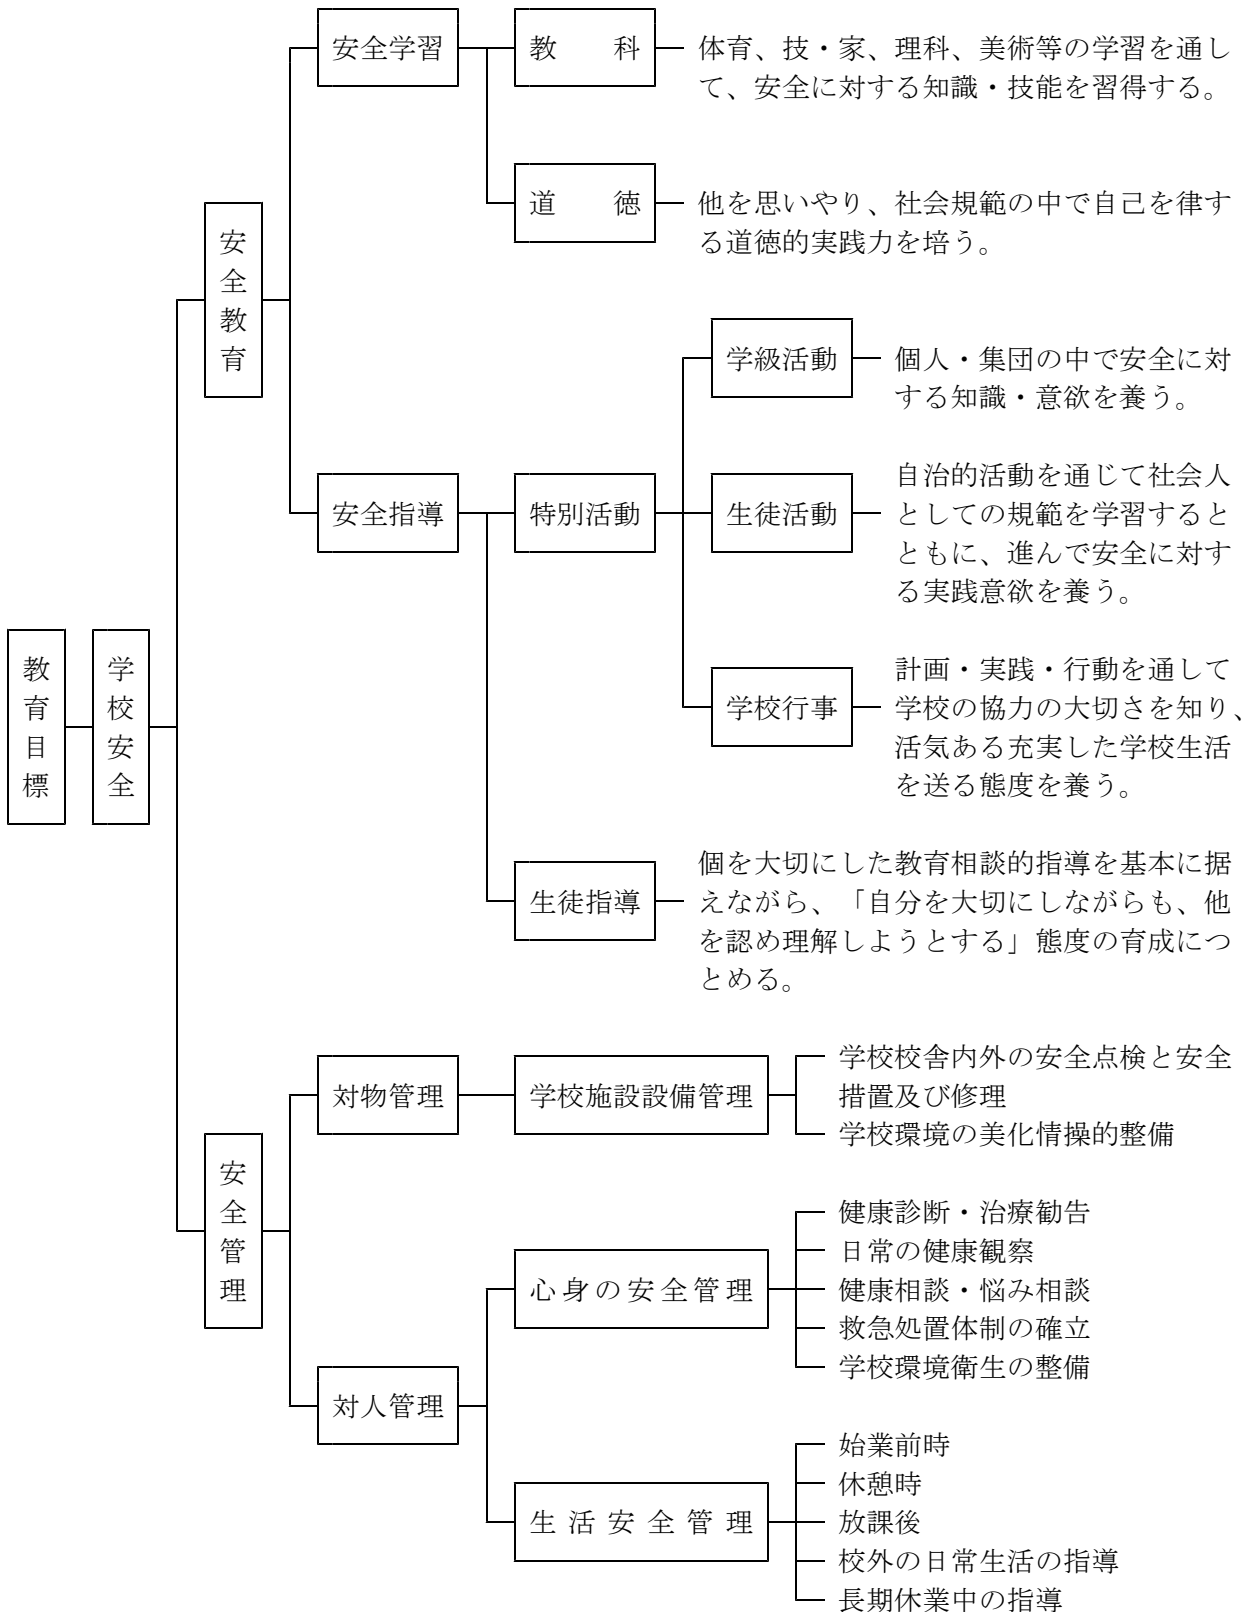 教育目標
学校安全
安全教育
安全学習
教　　科
体育、技・家、理科、美術等の学習を通し
て、安全に対する知識・技能を習得する。
道　　徳
他を思いやり、社会規範の中で自己を律す
る道徳的実践力を培う。
安全指導
特別活動
学級活動
個人・集団の中で安全に対
する知識・意欲を養う。
生徒活動
自治的活動を通じて社会人
としての規範を学習すると
ともに、進んで安全に対す
る実践意欲を養う。
学校行事
計画・実践・行動を通して
学校の協力の大切さを知り、
活気ある充実した学校生活
を送る態度を養う。
生徒指導
個を大切にした教育相談的指導を基本に据
えながら、「自分を大切にしながらも、他
を認め理解しようとする」態度の育成につ
とめる。
安全管理
対物管理
学校施設設備管理
学校校舎内外の安全点検と安全
措置及び修理
学校環境の美化情操的整備
対人管理
心身の安全管理
健康診断・治療勧告
日常の健康観察
健康相談・悩み相談
救急処置体制の確立
学校環境衛生の整備
生活安全管理
始業前時
休憩時
放課後
校外の日常生活の指導
長期休業中の指導